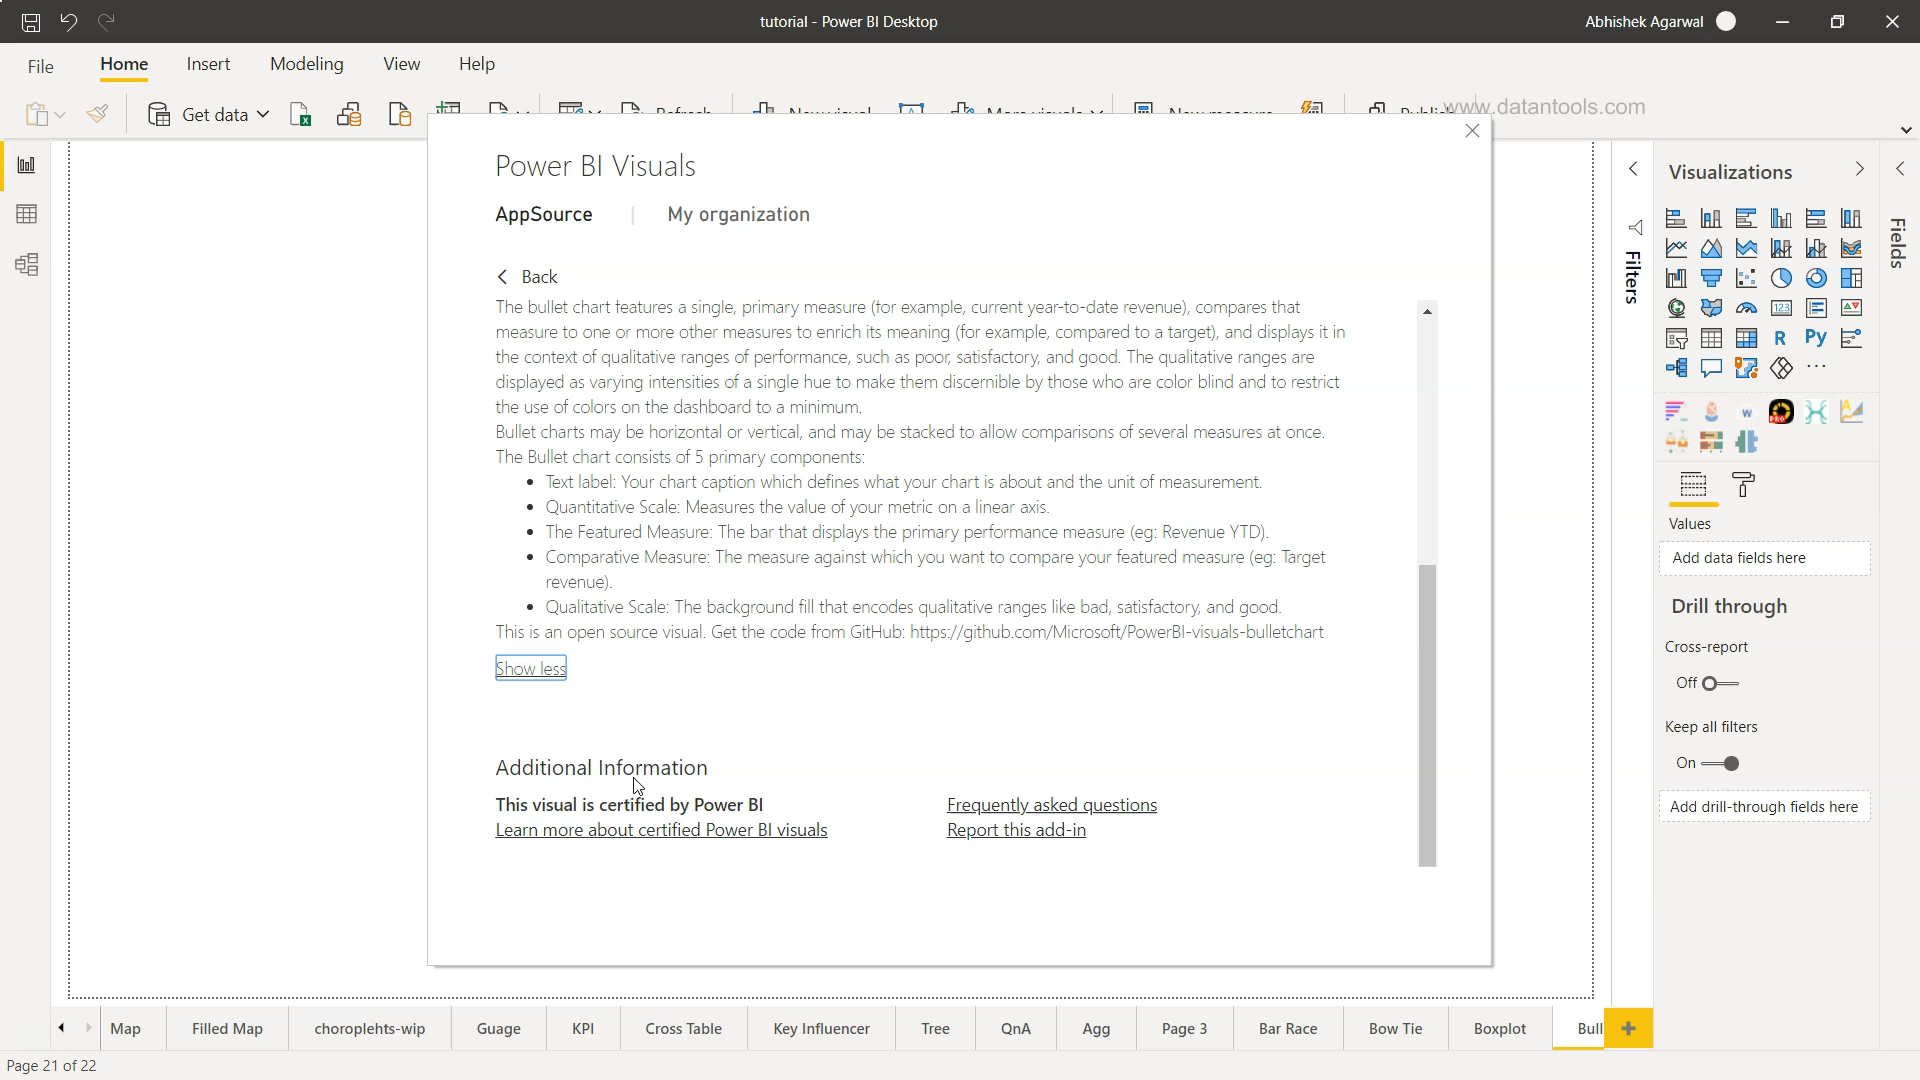 tutorial - Power BI Desktop
Abhishek Agarwal
File Home Insert Modeling View Help
Get data Refresh New visual More visuals New measure Publish
www.datantools.com
Power BI Visuals
AppSource | My organization
Back
The bullet chart features a single, primary measure (for example, current year-to-date revenue), compares that
measure to one or more other measures to enrich its meaning (for example, compared to a target), and displays it in
the context of qualitative ranges of performance, such as poor, satisfactory, and good. The qualitative ranges are
displayed as varying intensities of a single hue to make them discernible by those who are color blind and to restrict
the use of colors on the dashboard to a minimum.
Bullet charts may be horizontal or vertical, and may be stacked to allow comparisons of several measures at once.
The Bullet chart consists of 5 primary components:
• Text label: Your chart caption which defines what your chart is about and the unit of measurement.
• Quantitative Scale: Measures the value of your metric on a linear axis.
• The Featured Measure: The bar that displays the primary performance measure (eg: Revenue YTD).
• Comparative Measure: The measure against which you want to compare your featured measure (eg: Target
revenue).
• Qualitative Scale: The background fill that encodes qualitative ranges like bad, satisfactory, and good.
This is an open source visual. Get the code from GitHub: https://github.com/Microsoft/PowerBI-visuals-bulletchart
Show less
Additional Information
This visual is certified by Power BI
Learn more about certified Power BI visuals
Frequently asked questions
Report this add-in
Filters
Visualizations
123
R Py
W
PRO
Values
Add data fields here
Drill through
Cross-report
Off
Keep all filters
On
Add drill-through fields here
Fields
Map Filled Map choroplehts-wip Guage KPI Cross Table Key Influencer Tree QnA Agg Page 3 Bar Race Bow Tie Boxplot Bull
Page 21 of 22